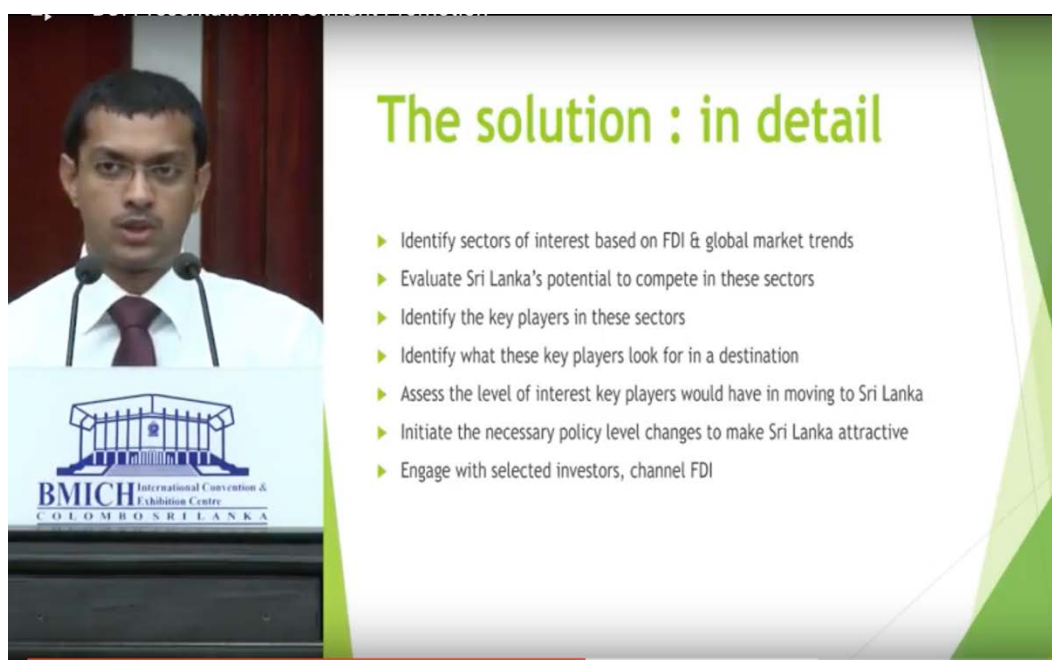 BOI Presentation Investment Promotion
The solution : in detail
Identify sectors of interest based on FDI & global market trends
Evaluate Sri Lanka's potential to compete in these sectors
Identify the key players in these sectors
Identify what these key players look for in a destination
Assess the level of interest key players would have in moving to Sri Lanka
Initiate the necessary policy level changes to make Sri Lanka attractive
Engage with selected investors, channel FDI
BMICH International Convention &
Exhibition Centre
COLOMBO SRI LANKA